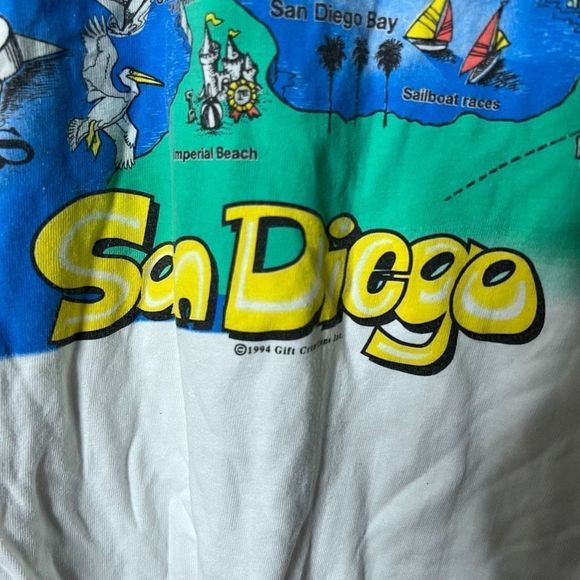 San Diego Bay
Sailboat races
mperial Beach
San Diego
©1994 Gift